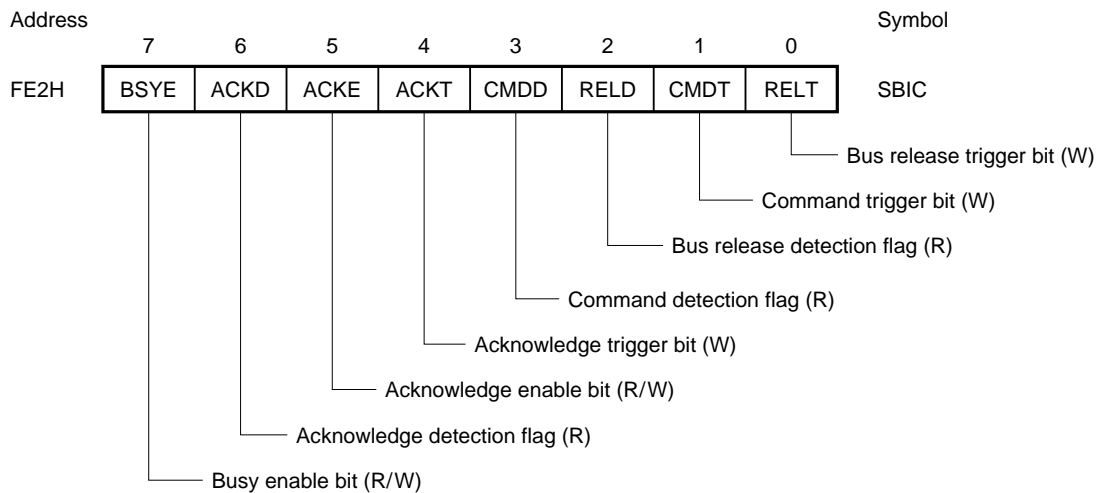 Address Symbol
7 6 5 4 3 2 1 0
FE2H BSYE ACKD ACKE ACKT CMDD RELD CMDT RELT SBIC
Bus release trigger bit (W)
Command trigger bit (W)
Bus release detection flag (R)
Command detection flag (R)
Acknowledge trigger bit (W)
Acknowledge enable bit (R/W)
Acknowledge detection flag (R)
Busy enable bit (R/W)